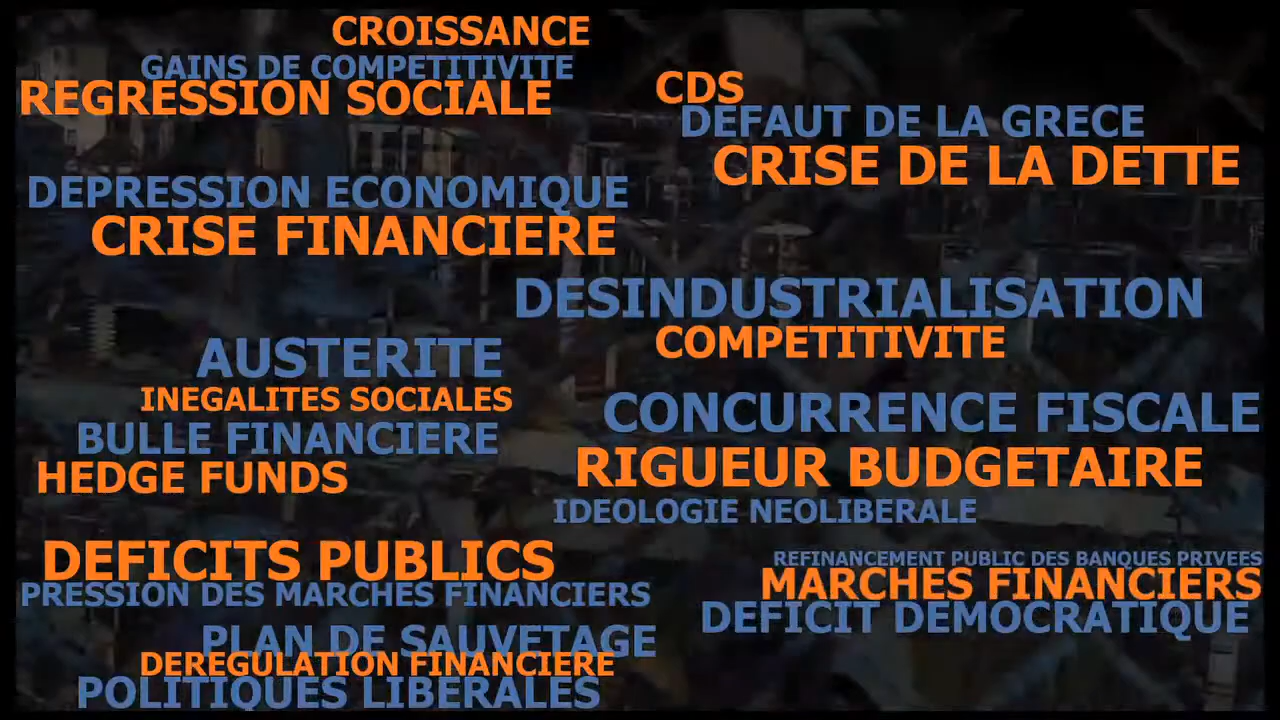 CROISSANCE
GAINS DE COMPETITIVITE
REGRESSION SOCIALE
CDS
DEFAUT DE LA GRECE
CRISE DE LA DETTE
DEPRESSION ECONOMIQUE
CRISE FINANCIERE
DESINDUSTRIALISATION
COMPETITIVITE
AUSTERITE
INEGALITES SOCIALES
BULLE FINANCIERE
HEDGE FUNDS
CONCURRENCE FISCALE
RIGUEUR BUDGETAIRE
IDEOLOGIE NEOLIBERALE
DEFICITS PUBLICS
PRESSION DES MARCHES FINANCIERS
REFINANCEMENT PUBLIC DES BANQUES PRIVEES
MARCHES FINANCIERS
DEFICIT DEMOCRATIQUE
PLAN DE SAUVETAGE
DEREGULATION FINANCIERE
POLITIQUES LIBERALES